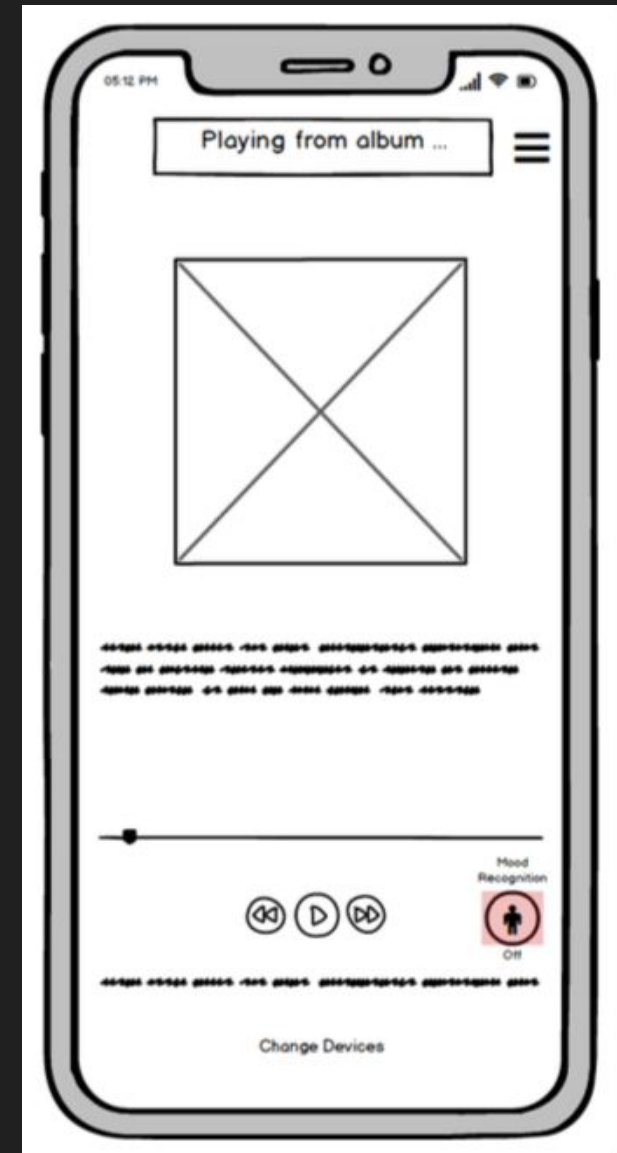 05:12 PM
Playing from album ...
Mood
Recognition
Off
Change Devices